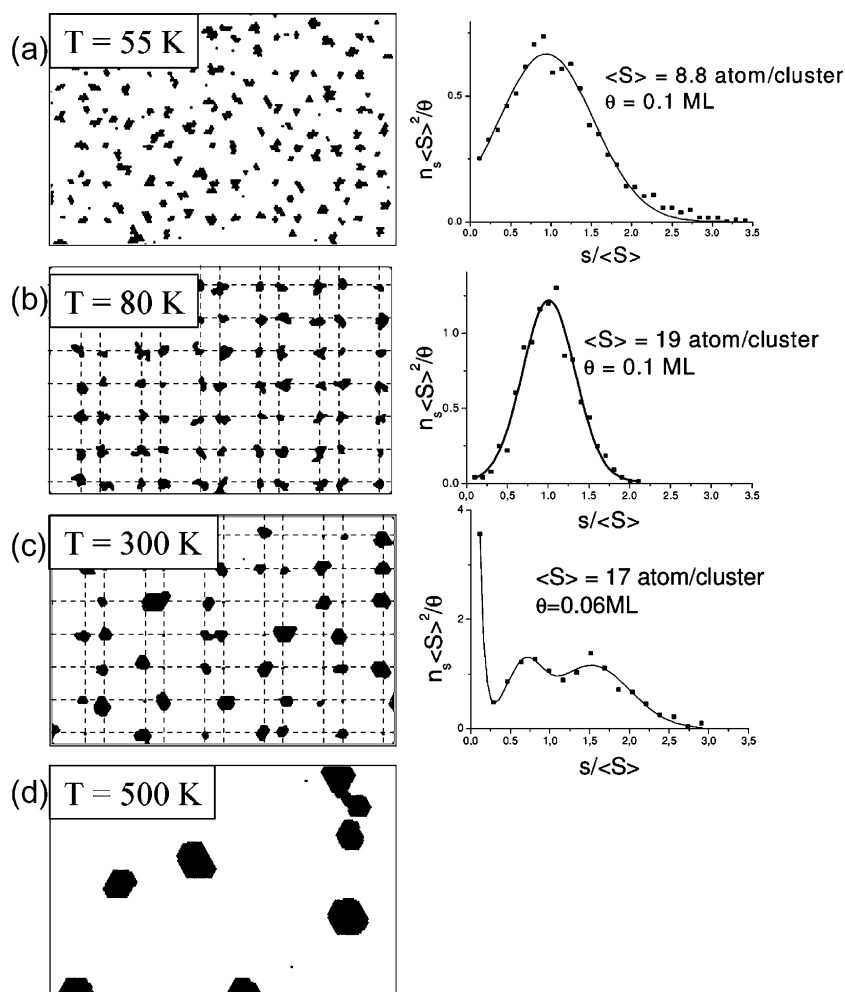 (a) T = 55 K
n_s<S>²/θ
0.5
0.0
<S> = 8.8 atom/cluster
θ = 0.1 ML
0.0 0.5 1.0 1.5 2.0 2.5 3.0 3.5
s/<S>
(b) T = 80 K
n_s<S>²/θ
1.0
0.5
0.0
<S> = 19 atom/cluster
θ = 0.1 ML
0,0 0.5 1.0 1.5 2.0 2.5 3.0 3.5
s/<S>
(c) T = 300 K
n_s<S>²/θ
4
2
0
<S> = 17 atom/cluster
θ=0.06ML
0 0.5 1,0 1.5 2,0 2.5 3,0 3,5
s/<S>
(d) T = 500 K